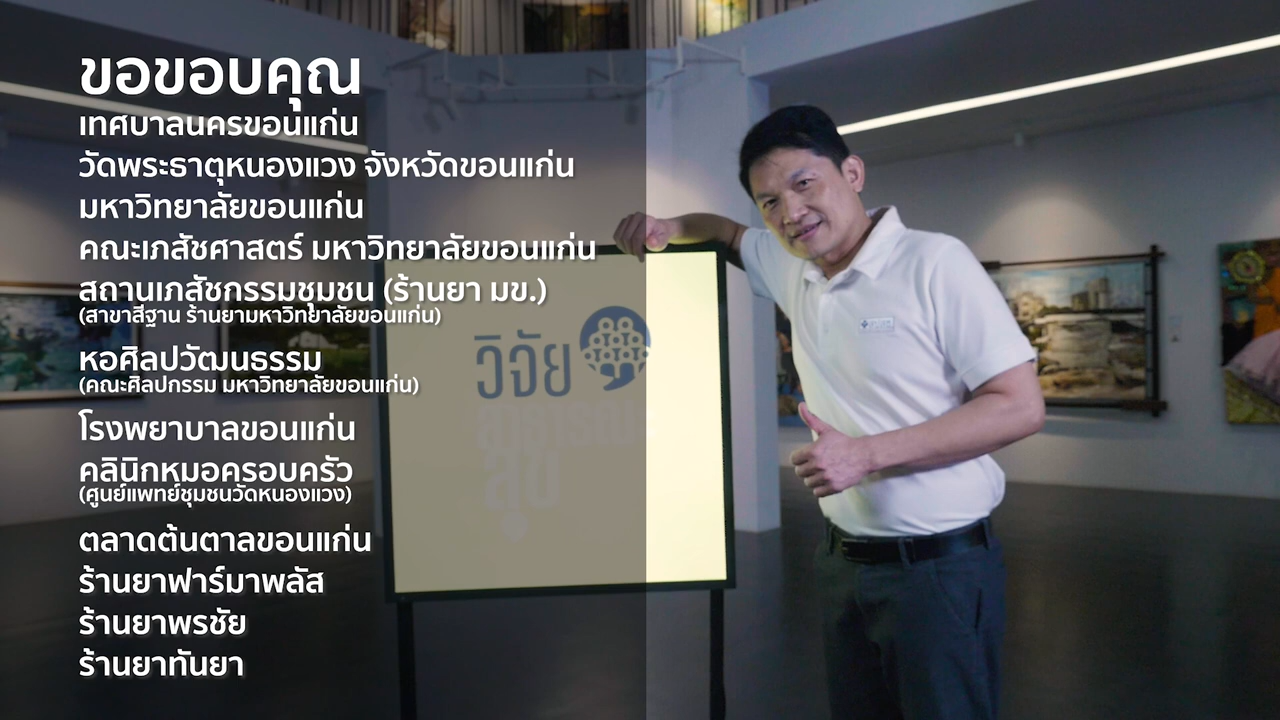 ขอขอบคุณ
เทศบาลนครขอนแก่น
วัดพระธาตุหนองแวง จังหวัดขอนแก่น
มหาวิทยาลัยขอนแก่น
คณะเภสัชศาสตร์ มหาวิทยาลัยขอนแก่น
สถานเภสัชกรรมชุมชน (ร้านยา มข.)
(สาขาสีฐาน ร้านยามหาวิทยาลัยขอนแก่น)
หอศิลปวัฒนธรรม
(คณะศิลปกรรม มหาวิทยาลัยขอนแก่น)
โรงพยาบาลขอนแก่น
คลินิกหมอครอบครัว
(ศูนย์แพทย์ชุมชนวัดหนองแวง)
ตลาดต้นตาลขอนแก่น
ร้านยาฟาร์มาพลัส
ร้านยาพรชัย
ร้านยาทันยา
วิจัย
สาธารณะ
สุข